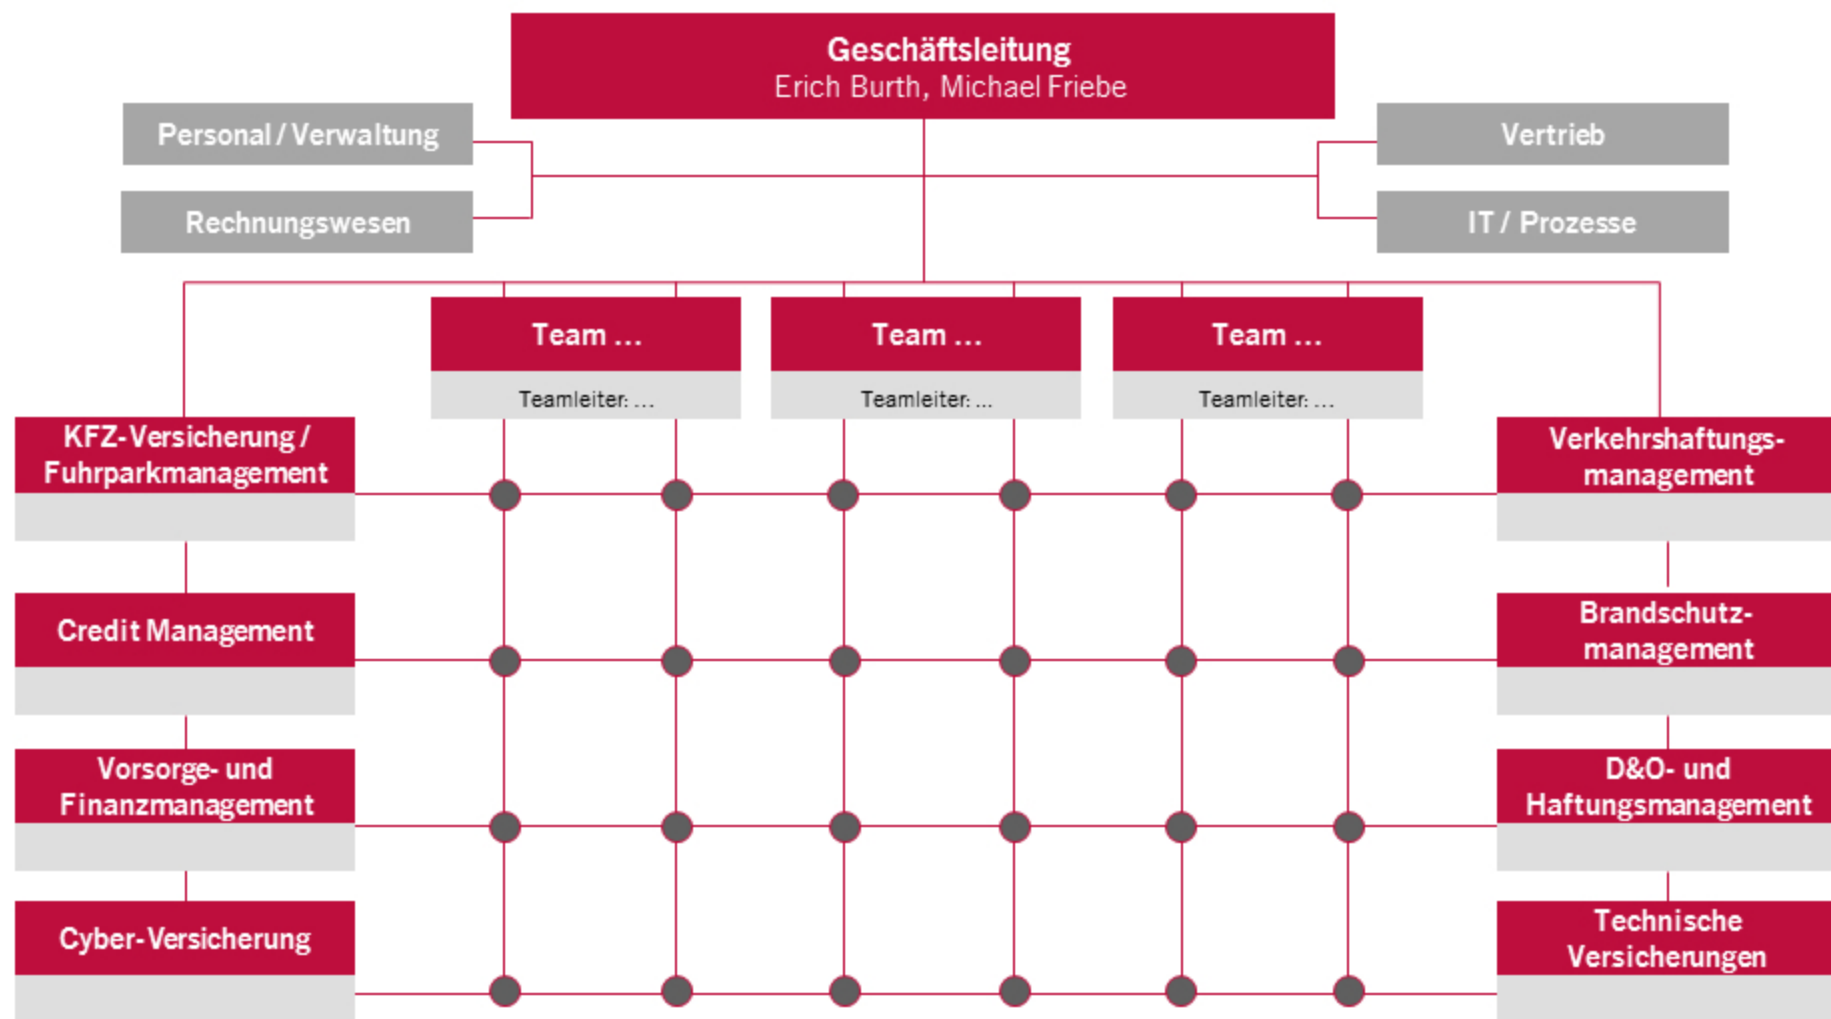 Geschäftsleitung
Erich Burth, Michael Friebe
Personal / Verwaltung
Vertrieb
Rechnungswesen
IT / Prozesse
Team ...
Team ...
Team ...
Teamleiter: ...
Teamleiter: ...
Teamleiter: ...
KFZ-Versicherung /
Fuhrparkmanagement
Verkehrshaftungs-
management
Credit Management
Brandschutz-
management
Vorsorge- und
Finanzmanagement
D&O- und
Haftungsmanagement
Cyber-Versicherung
Technische
Versicherungen